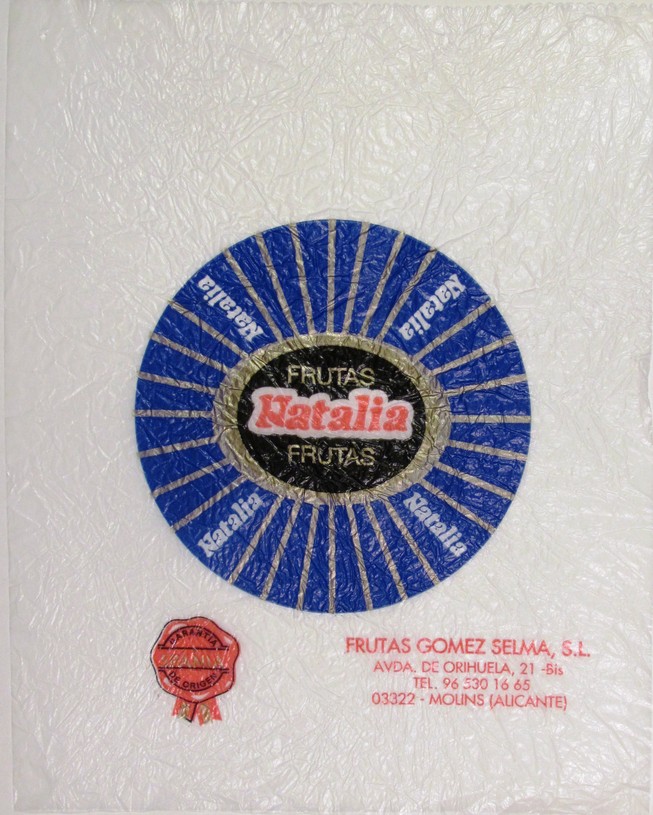 Natalia
Natalia
FRUTAS
Natalia
FRUTAS
Natalia
Natalia
GARANTIA
DE ORIGEN
FRUTAS GOMEZ SELMA, S.L.
AVDA. DE ORIHUELA, 21 -Bis
TEL. 96 530 16 65
03322 - MOLINS (ALICANTE)